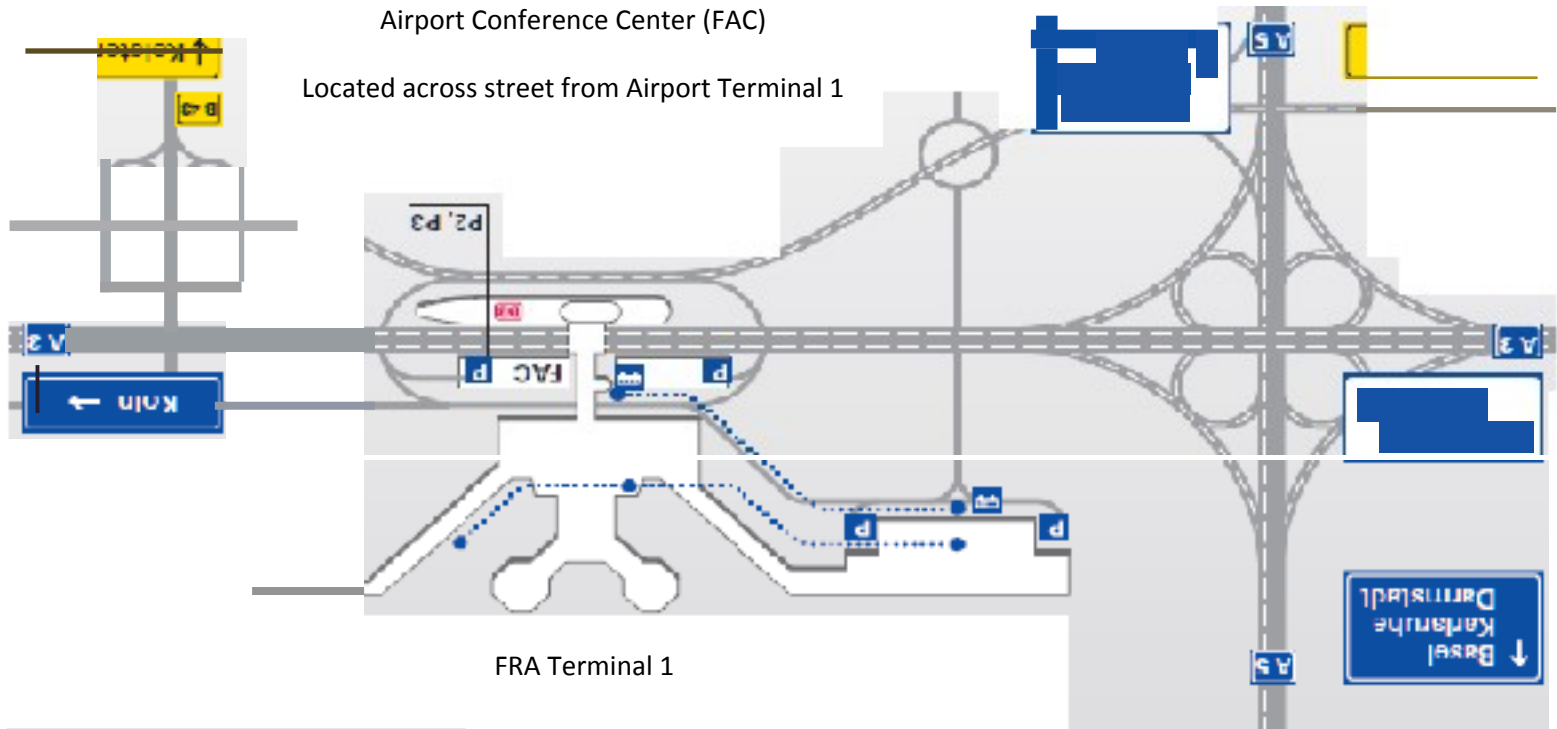 Airport Conference Center (FAC)
Located across street from Airport Terminal 1
A 5
B 43
P2, P3
A 3
A 3
P
FAC
P
Köln
P
P
Basel
Karlsruhe
Darmstadt
A 5
FRA Terminal 1